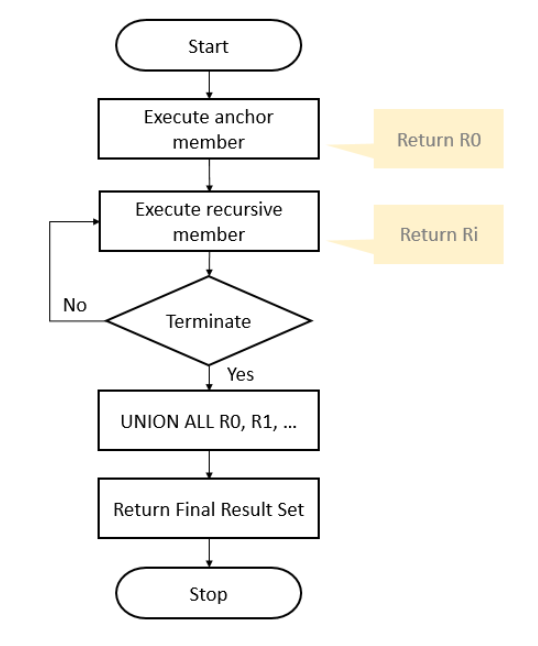 Start
Execute anchor
member
Return R0
Execute recursive
member
Return Ri
No
Terminate
Yes
UNION ALL R0, R1, ...
Return Final Result Set
Stop